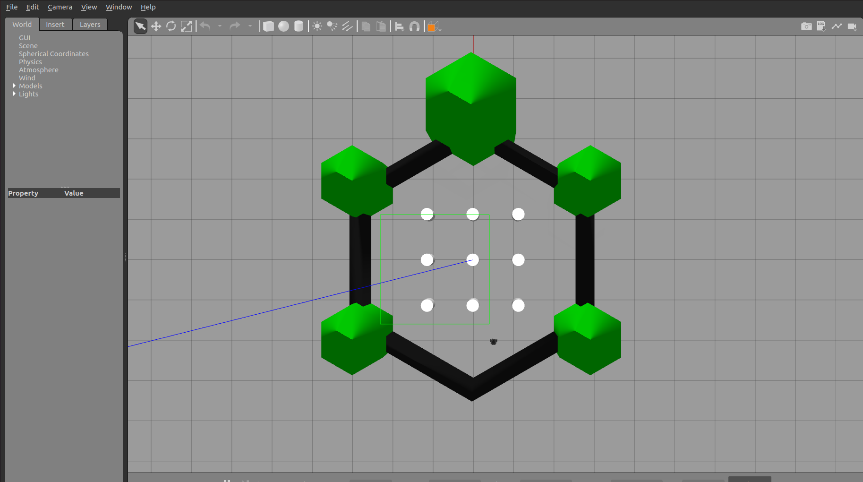 File Edit Camera View Window Help
World Insert Layers
GUI
Scene
Spherical Coordinates
Physics
Atmosphere
Wind
Models
Lights
Property Value